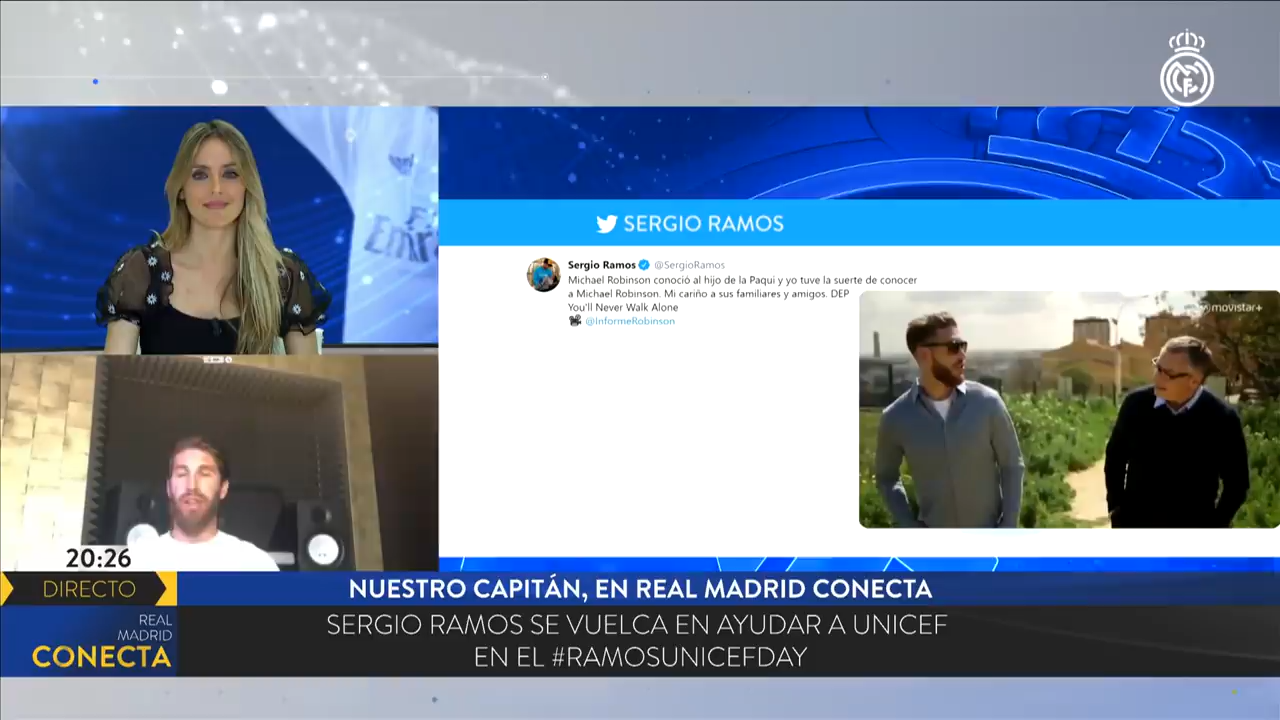 SERGIO RAMOS
Sergio Ramos @SergioRamos
Michael Robinson conoció al hijo de la Paqui y yo tuve la suerte de conocer
a Michael Robinson. Mi cariño a sus familiares y amigos. DEP
You'll Never Walk Alone
@InformeRobinson
movistar+
20:26
DIRECTO
REAL
MADRID
CONECTA
NUESTRO CAPITÁN, EN REAL MADRID CONECTA
SERGIO RAMOS SE VUELCA EN AYUDAR A UNICEF
EN EL #RAMOSUNICEFDAY